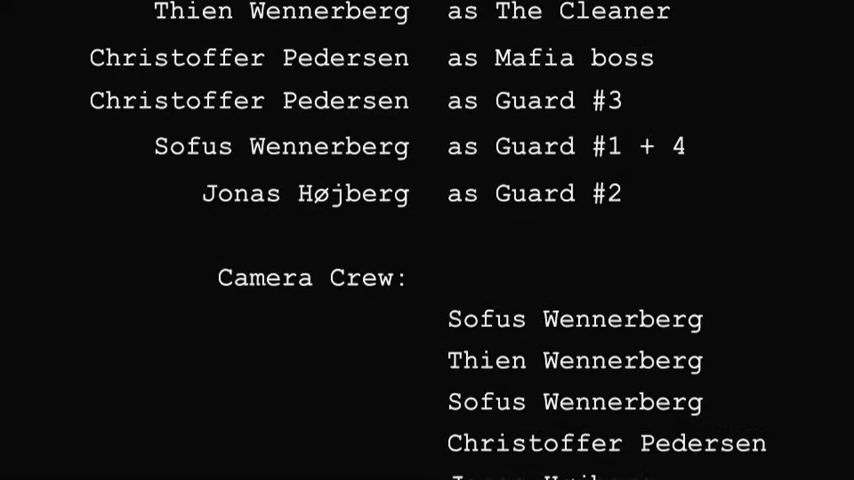 Thien Wennerberg as The Cleaner
Christoffer Pedersen as Mafia boss
Christoffer Pedersen as Guard #3
Sofus Wennerberg as Guard #1 + 4
Jonas Højberg as Guard #2
Camera Crew:
Sofus Wennerberg
Thien Wennerberg
Sofus Wennerberg
Christoffer Pedersen